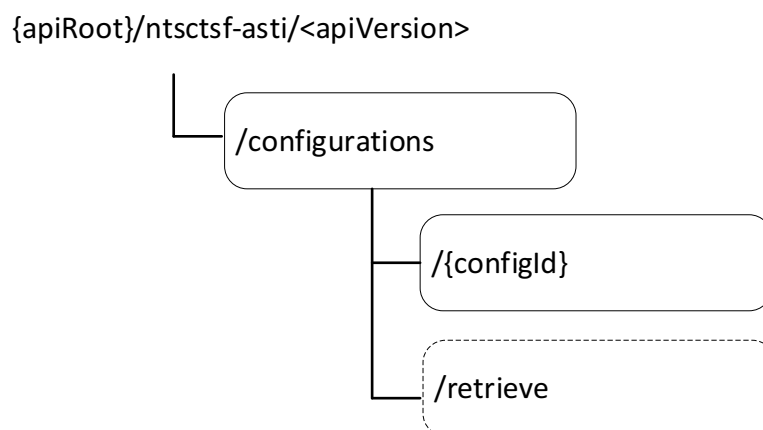 {apiRoot}/ntsctsf-asti/<apiVersion>
/configurations
/{configId}
/retrieve